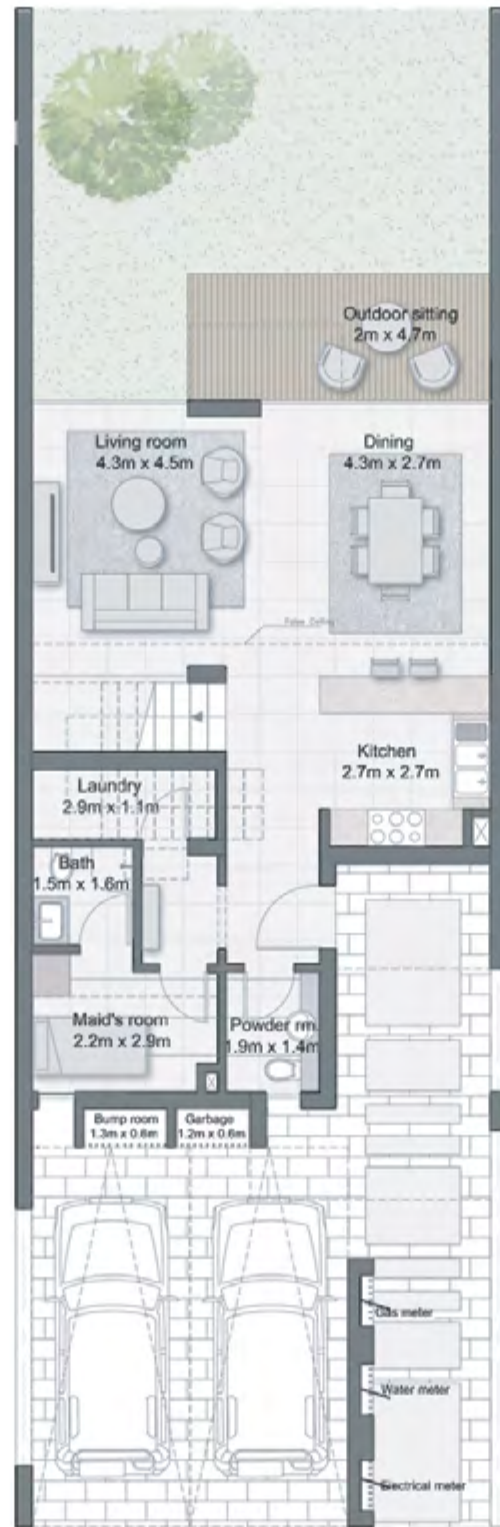 Outdoor sitting
2m x 4.7m
Living room
4.3m x 4.5m
Dining
4.3m x 2.7m
False Ceiling
Kitchen
2.7m x 2.7m
Laundry
2.9m x 1.1m
Bath
1.5m x 1.6m
Maid's room
2.2m x 2.9m
Powder rm.
1.9m x 1.4m
Bump room
1.3m x 0.6m
Garbage
1.2m x 0.6m
Gas meter
Water meter
Electrical meter